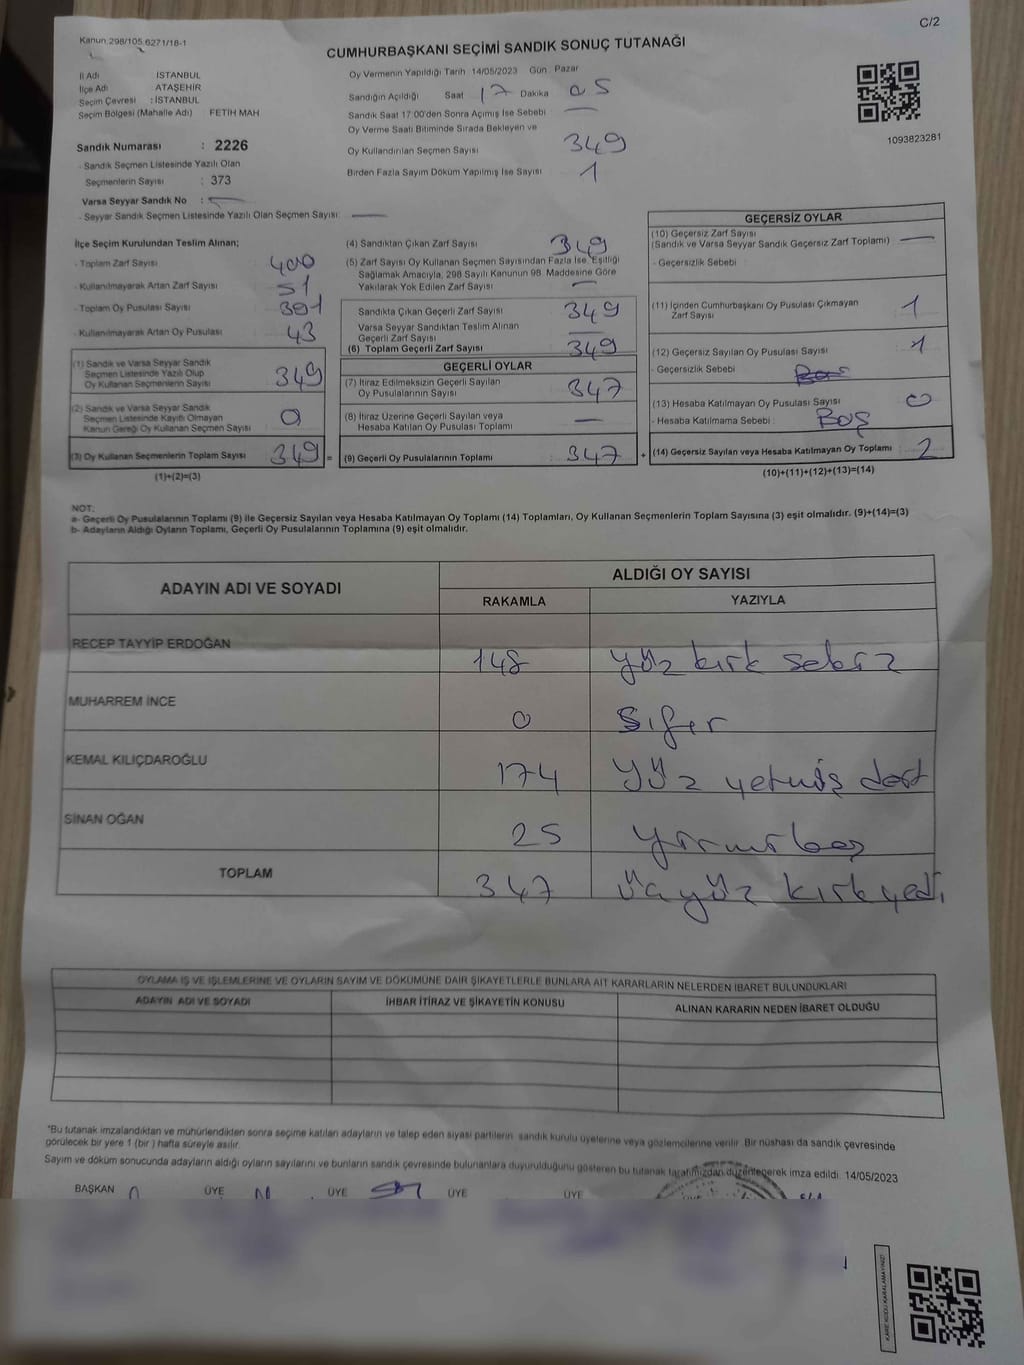 C/2
Kanun 298/105 6271/18-1
CUMHURBAŞKANI SEÇİMİ SANDIK SONUÇ TUTANAĞI
İl Adı İSTANBUL
İlçe Adı ATAŞEHİR
Seçim Çevresi : İSTANBUL
Seçim Bölgesi (Mahalle Adı) FETİH MAH
Oy Vermenin Yapıldığı Tarih 14/05/2023 Gün Pazar
Sandığın Açıldığı Saat 17 Dakika 05
Sandık Saat 17:00'den Sonra Açımış İse Sebebi —
Oy Verme Saati Bitiminde Sırada Bekleyen ve
Oy Kullandırılan Seçmen Sayısı 349
Birden Fazla Sayım Döküm Yapılmış İse Sayısı 1
1093823281
Sandık Numarası : 2226
- Sandık Seçmen Listesinde Yazılı Olan
Seçmenlerin Sayısı : 373
Varsa Seyyar Sandık No : —
- Seyyar Sandık Seçmen Listesinde Yazılı Olan Seçmen Sayısı: —
İlçe Seçim Kurulundan Teslim Alınan;
- Toplam Zarf Sayısı 400
- Kullanılmayarak Artan Zarf Sayısı 51
- Toplam Oy Pusulası Sayısı 391
- Kullanılmayarak Artan Oy Pusulası 43
(1) Sandık ve Varsa Seyyar Sandık
Seçmen Listesinde Yazılı Olup
Oy Kullanan Seçmenlerin Sayısı 349
(2) Sandık ve Varsa Seyyar Sandık
Seçmen Listesinde Kayıtlı Olmayan
Kanun Gereği Oy Kullanan Seçmen Sayısı 0
(3) Oy Kullanan Seçmenlerin Toplam Sayısı 349 =
(1)+(2)=(3)
(4) Sandıktan Çıkan Zarf Sayısı 349
(5) Zarf Sayısı Oy Kullanan Seçmen Sayısından Fazla İse, Eşitliği
Sağlamak Amacıyla, 298 Sayılı Kanunun 98. Maddesine Göre
Yakılarak Yok Edilen Zarf Sayısı —
Sandıkta Çıkan Geçerli Zarf Sayısı 349
Varsa Seyyar Sandıktan Teslim Alınan
Geçerli Zarf Sayısı —
(6) Toplam Geçerli Zarf Sayısı 349
GEÇERLİ OYLAR
(7) İtiraz Edilmeksizin Geçerli Sayılan
Oy Pusulalarının Sayısı 347
(8) İtiraz Üzerine Geçerli Sayılan veya
Hesaba Katılan Oy Pusulası Toplamı —
(9) Geçerli Oy Pusulalarının Toplamı : 347 +
GEÇERSİZ OYLAR
(10) Geçersiz Zarf Sayısı
(Sandık ve Varsa Seyyar Sandık Geçersiz Zarf Toplamı) —
- Geçersizlik Sebebi :
(11) İçinden Cumhurbaşkanı Oy Pusulası Çıkmayan
Zarf Sayısı 1
(12) Geçersiz Sayılan Oy Pusulası Sayısı : 1
- Geçersizlik Sebebi :
(13) Hesaba Katılmayan Oy Pusulası Sayısı 0
- Hesaba Katılmama Sebebi : Boş
(14) Geçersiz Sayılan veya Hesaba Katılmayan Oy Toplamı 2
(10)+(11)+(12)+(13)=(14)
NOT:
a- Geçerli Oy Pusulalarının Toplamı (9) ile Geçersiz Sayılan veya Hesaba Katılmayan Oy Toplamı (14) Toplamları, Oy Kullanan Seçmenlerin Toplam Sayısına (3) eşit olmalıdır. (9)+(14)=(3)
b- Adayların Aldığı Oyların Toplamı, Geçerli Oy Pusulalarının Toplamına (9) eşit olmalıdır.
ADAYIN ADI VE SOYADI
ALDIĞI OY SAYISI
RAKAMLA YAZIYLA
RECEP TAYYİP ERDOĞAN 148 yüz kırk sekiz
MUHARREM İNCE 0 Sıfır
KEMAL KILIÇDAROĞLU 174 yüz yetmiş dört
SİNAN OĞAN 25 yirmi beş
TOPLAM 347 üçyüz kırkyedi
OYLAMA İŞ VE İŞLEMLERİNE VE OYLARIN SAYIM VE DÖKÜMÜNE DAİR ŞİKAYETLERLE BUNLARA AİT KARARLARIN NELERDEN İBARET BULUNDUKLARI
ADAYIN ADI VE SOYADI İHBAR İTİRAZ VE ŞİKAYETİN KONUSU ALINAN KARARIN NEDEN İBARET OLDUĞU
*Bu tutanak imzalandıktan ve mühürlendikten sonra seçime katılan adayların ve talep eden siyasi partilerin sandık kurulu üyelerine veya gözlemcilerine verilir. Bir nüshası da sandık çevresinde
görülecek bir yere 1 (bir ) hafta süreyle asılır.
Sayım ve döküm sonucunda adayların aldığı oyların sayılarını ve bunların sandık çevresinde bulunanlara duyurulduğunu gösteren bu tutanak tarafımızdan düzenlenerek imza edildi. 14/05/2023
BAŞKAN ÜYE ÜYE ÜYE ÜYE
KARE KODU KARALAMAYINIZ!